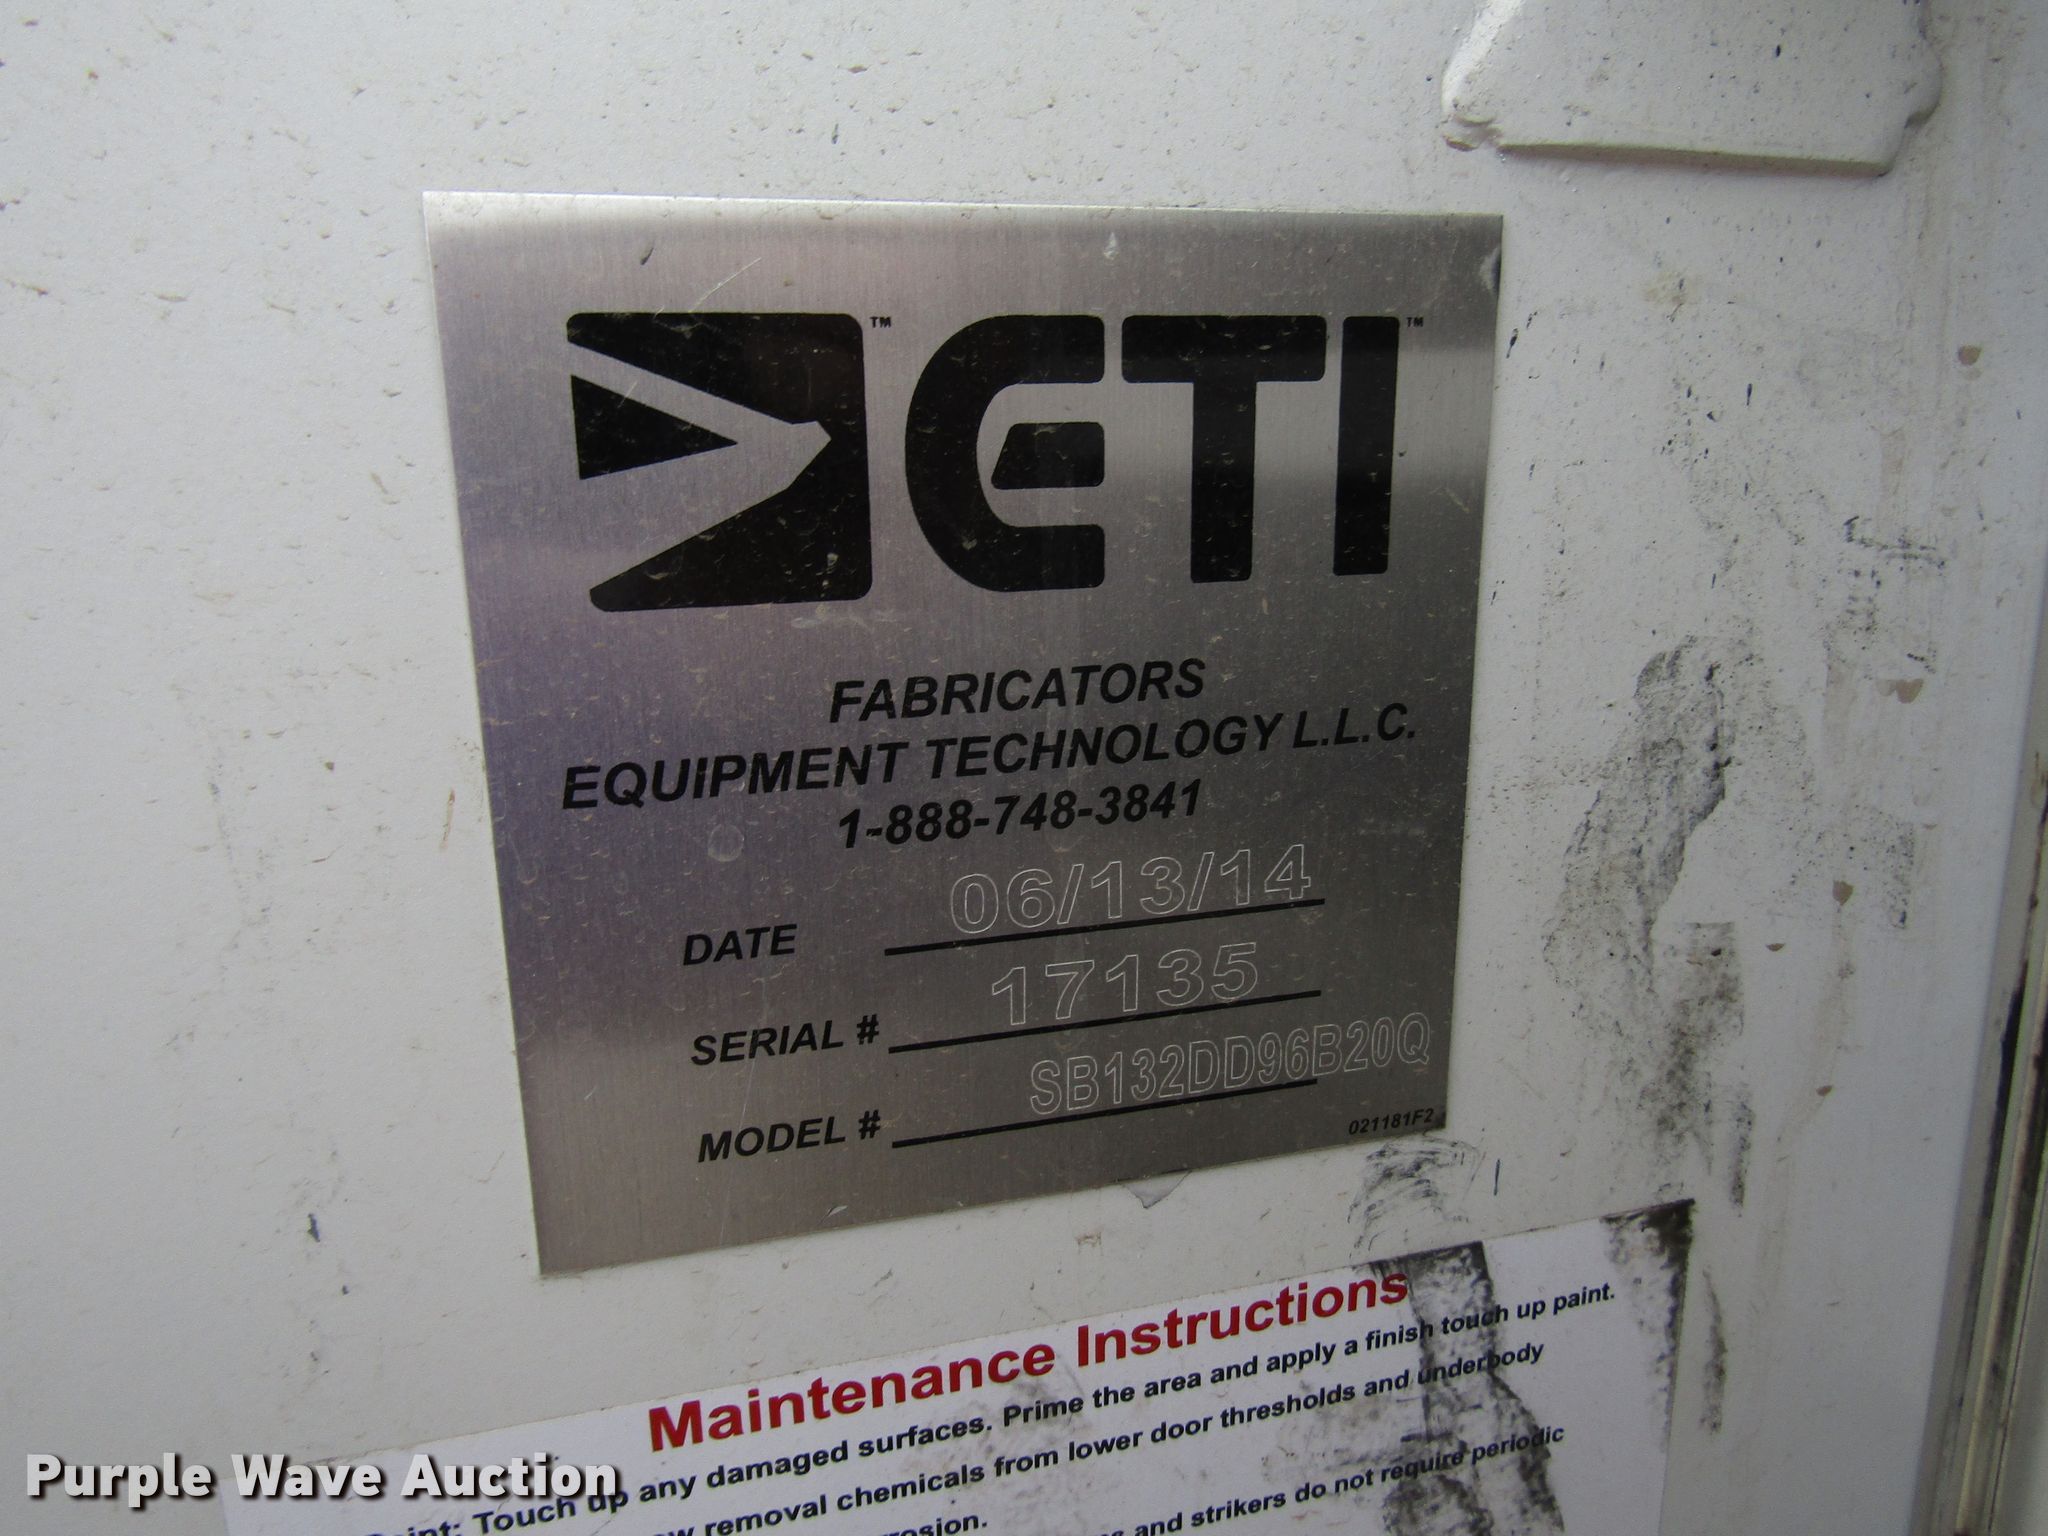 ™ ETI ™
FABRICATORS
EQUIPMENT TECHNOLOGY L.L.C.
1-888-748-3841
DATE 06/13/14
SERIAL # 17135
MODEL # SB132DD96B20Q
021181F2
Maintenance Instructions
Touch up any damaged surfaces. Prime the area and apply a finish touch up paint.
removal chemicals from lower door thresholds and underbody
and strikers do not require periodic
Purple Wave Auction